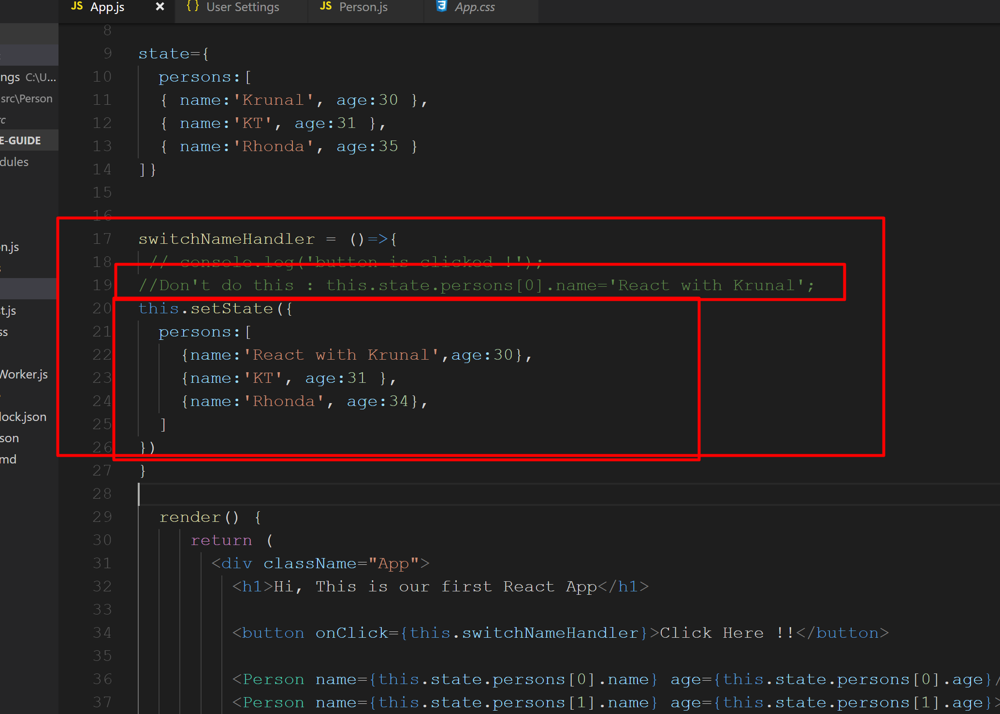 JS App.js × {} User Settings JS Person.js 3 App.css
ngs C:\U...
src\Person
rc
E-GUIDE
dules
n.js
t.js
ss
Worker.js
lock.json
son
md
8
9 state={
10 persons:[
11 { name:'Krunal', age:30 },
12 { name:'KT', age:31 },
13 { name:'Rhonda', age:35 }
14 ]}
15
16
17 switchNameHandler = ()=>{
18 // console.log('button is clicked !');
19 //Don't do this : this.state.persons[0].name='React with Krunal';
20 this.setState({
21 persons:[
22 {name:'React with Krunal',age:30},
23 {name:'KT', age:31 },
24 {name:'Rhonda', age:34},
25 ]
26 })
27 }
28
29 render() {
30 return (
31 <div className="App">
32 <h1>Hi, This is our first React App</h1>
33
34 <button onClick={this.switchNameHandler}>Click Here !!</button>
35
36 <Person name={this.state.persons[0].name} age={this.state.persons[0].age}/
37 <Person name={this.state.persons[1].name} age={this.state.persons[1].age}>